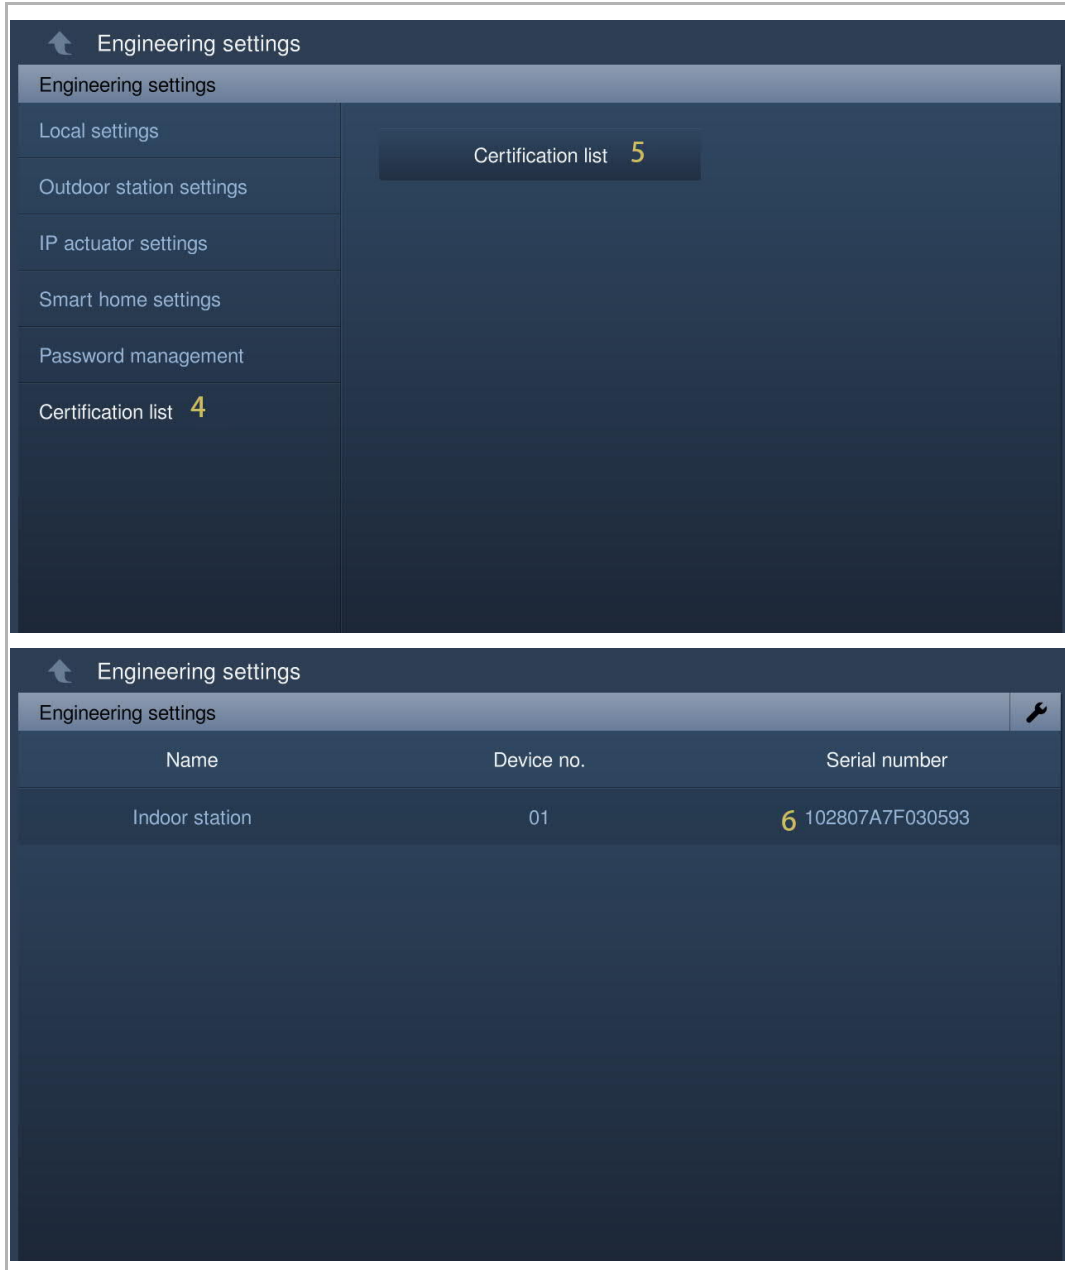 Engineering settings
Engineering settings
Local settings
Outdoor station settings
IP actuator settings
Smart home settings
Password management
Certification list 4
Certification list 5
Engineering settings
Engineering settings
Name Device no. Serial number
Indoor station 01 6 102807A7F030593